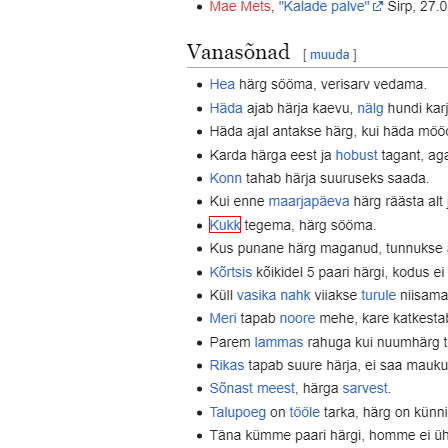 Mae Mets, "Kalade palve" Sirp, 27.0
Vanasõnad [ muuda ]
Hea härg sööma, verisarv vedama.
Häda ajab härja kaevu, nälg hundi karj
Häda ajal antakse härg, kui häda möö
Karda härga eest ja hobust tagant, aga
Konn tahab härja suuruseks saada.
Kui enne maarjapäeva härg räästa alt j
Kukk tegema, härg sööma.
Kus punane härg maganud, tunnukse
Kõrtsis kõikidel 5 paari härgi, kodus ei
Küll vasika nahk viiakse turule niisama
Meri tapab noore mehe, kare katkestab
Parem lammas rahuga kui nuumhärg t
Rikas tapab suure härja, ei saa mauku
Sõnast meest, härga sarvest.
Talupoeg on tööle tarka, härg on künni
Täna kümme paari härgi, homme ei üh